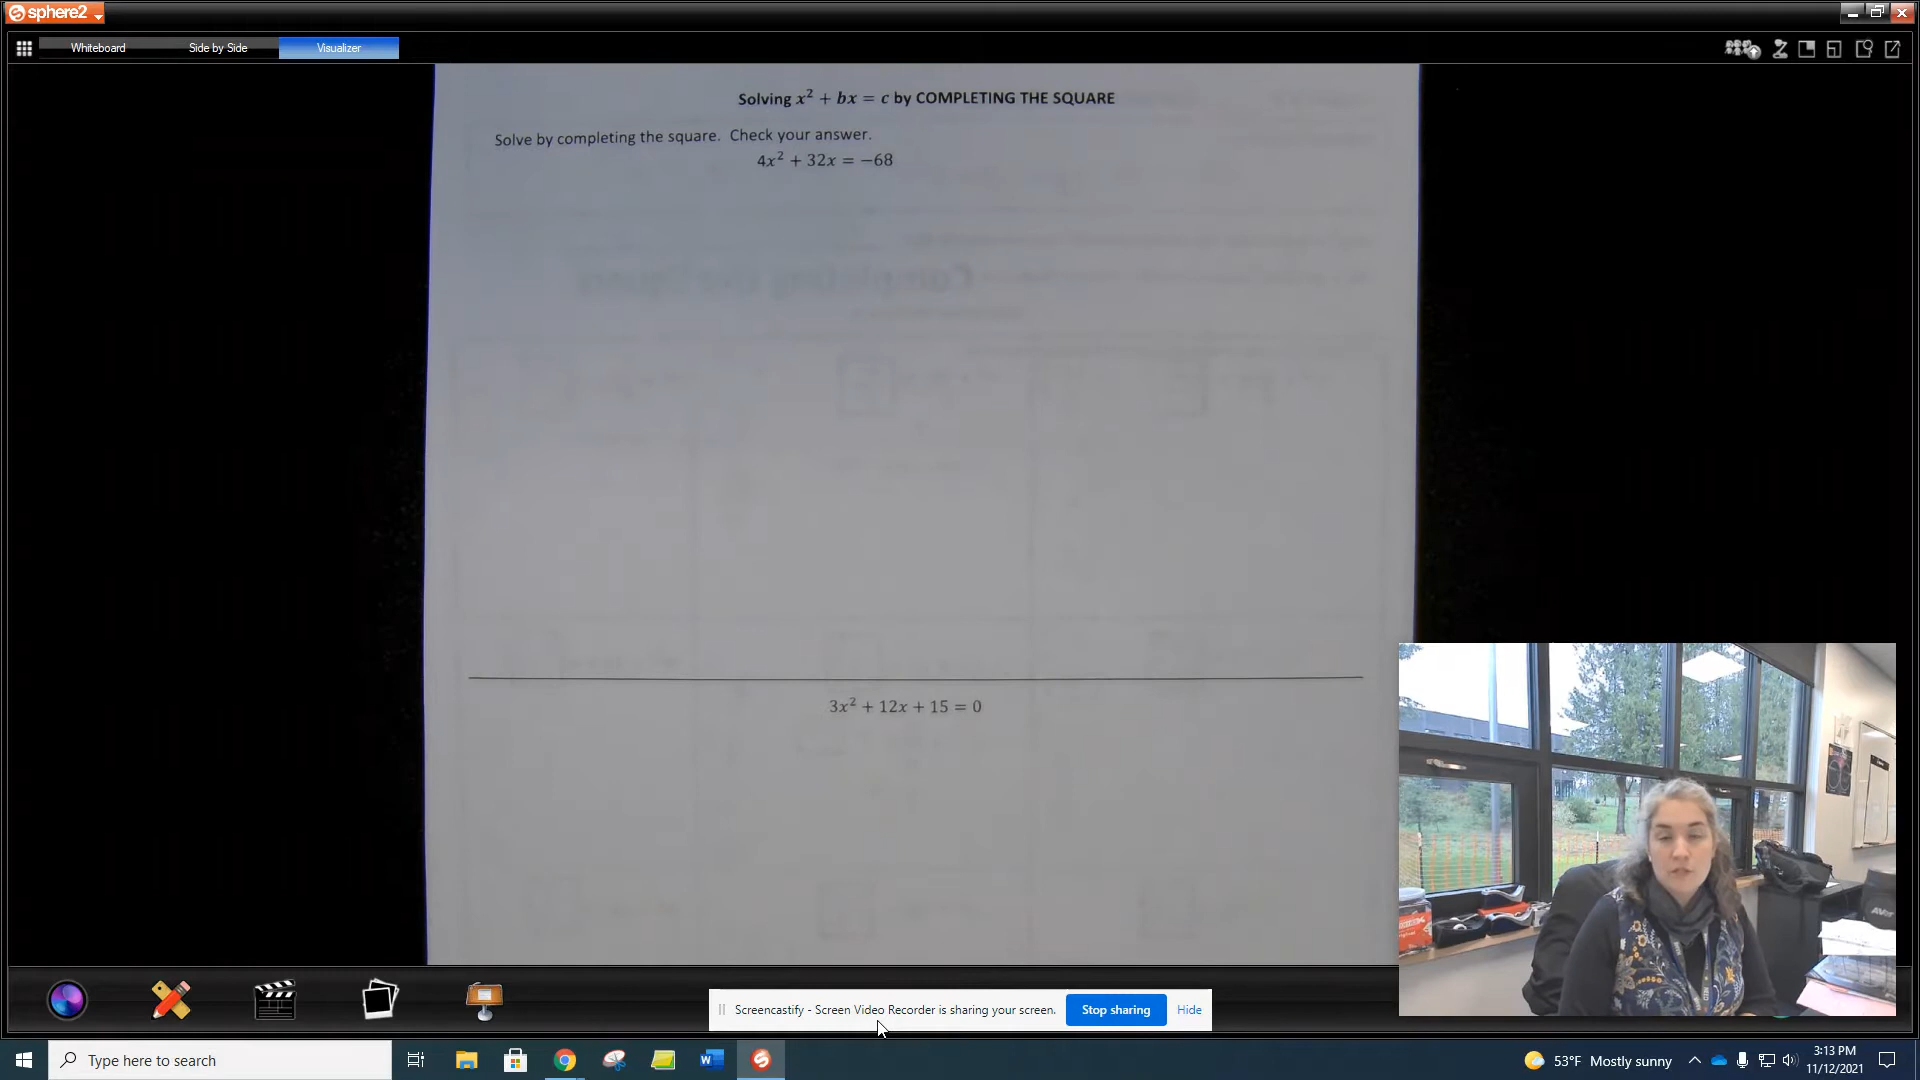 sphere2
Whiteboard
Side by Side
Visualizer
Solving x² + bx = c by COMPLETING THE SQUARE
Solve by completing the square. Check your answer.
4x² + 32x = −68
3x² + 12x + 15 = 0
Screencastify - Screen Video Recorder is sharing your screen.
Stop sharing
Hide
Type here to search
53°F Mostly sunny
3:13 PM
11/12/2021